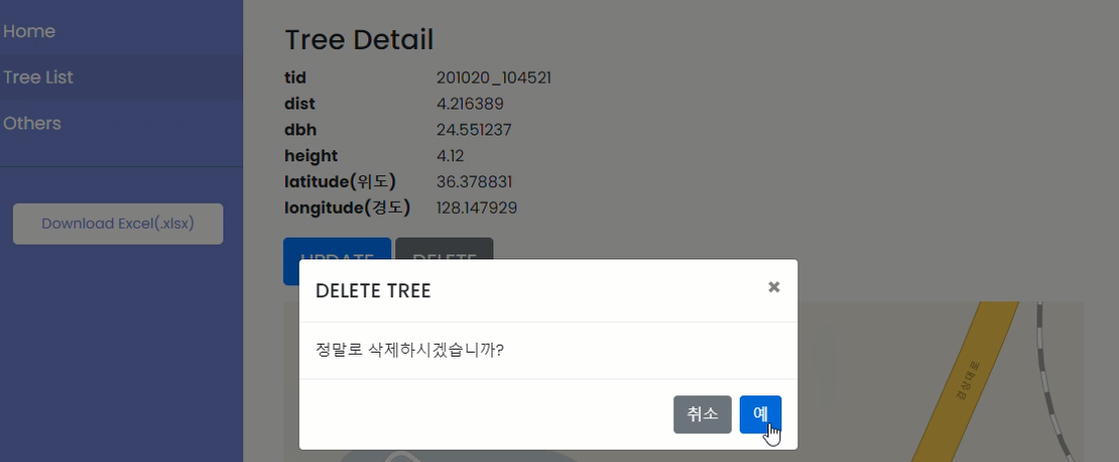 Home
Tree List
Others
Download Excel(.xlsx)
Tree Detail
tid 201020_104521
dist 4.216389
dbh 24.551237
height 4.12
latitude(위도) 36.378831
longitude(경도) 128.147929
UPDATE DELETE
DELETE TREE ×
정말로 삭제하시겠습니까?
취소 예
경상대로